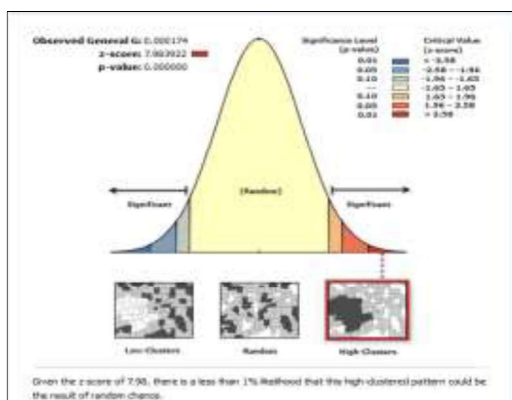 Observed General G: 0.000174
z-score: 7.983922
p-value: 0.000000
Significance Level
(p-value)
Critical Value
(z-score)
0.01 < -2.58
0.05 -2.58 - -1.96
0.10 -1.96 - -1.65
--- -1.65 - 1.65
0.10 1.65 - 1.96
0.05 1.96 - 2.58
0.01 > 2.58
(Random)
Significant
Significant
Low-Clusters
Random
High-Clusters
Given the z-score of 7.98, there is a less than 1% likelihood that this high-clustered pattern could be
the result of random chance.